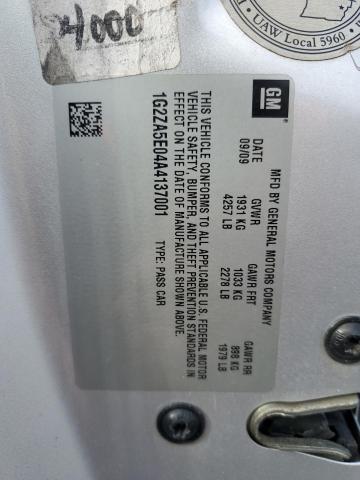 4000
UAW Local 5960
GM
MFD BY GENERAL MOTORS COMPANY
DATE GVWR GAWR FRT GAWR RR
09/09 1931 KG 1033 KG 898 KG
4257 LB 2278 LB 1979 LB
THIS VEHICLE CONFORMS TO ALL APPLICABLE U.S. FEDERAL MOTOR
VEHICLE SAFETY, BUMPER, AND THEFT PREVENTION STANDARDS IN
EFFECT ON THE DATE OF MANUFACTURE SHOWN ABOVE.
1G2ZA5E04A4137001 TYPE: PASS CAR